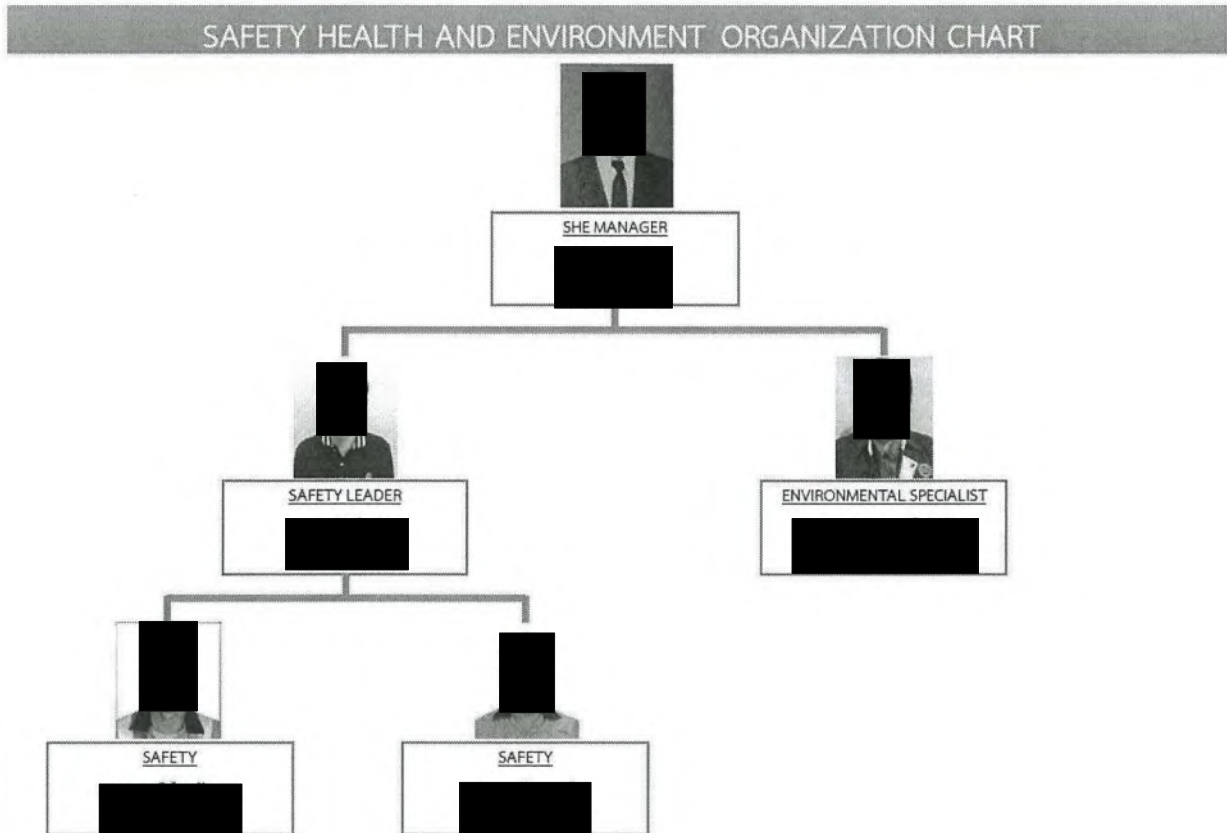 SAFETY HEALTH AND ENVIRONMENT ORGANIZATION CHART
SHE MANAGER
SAFETY LEADER
ENVIRONMENTAL SPECIALIST
SAFETY
SAFETY